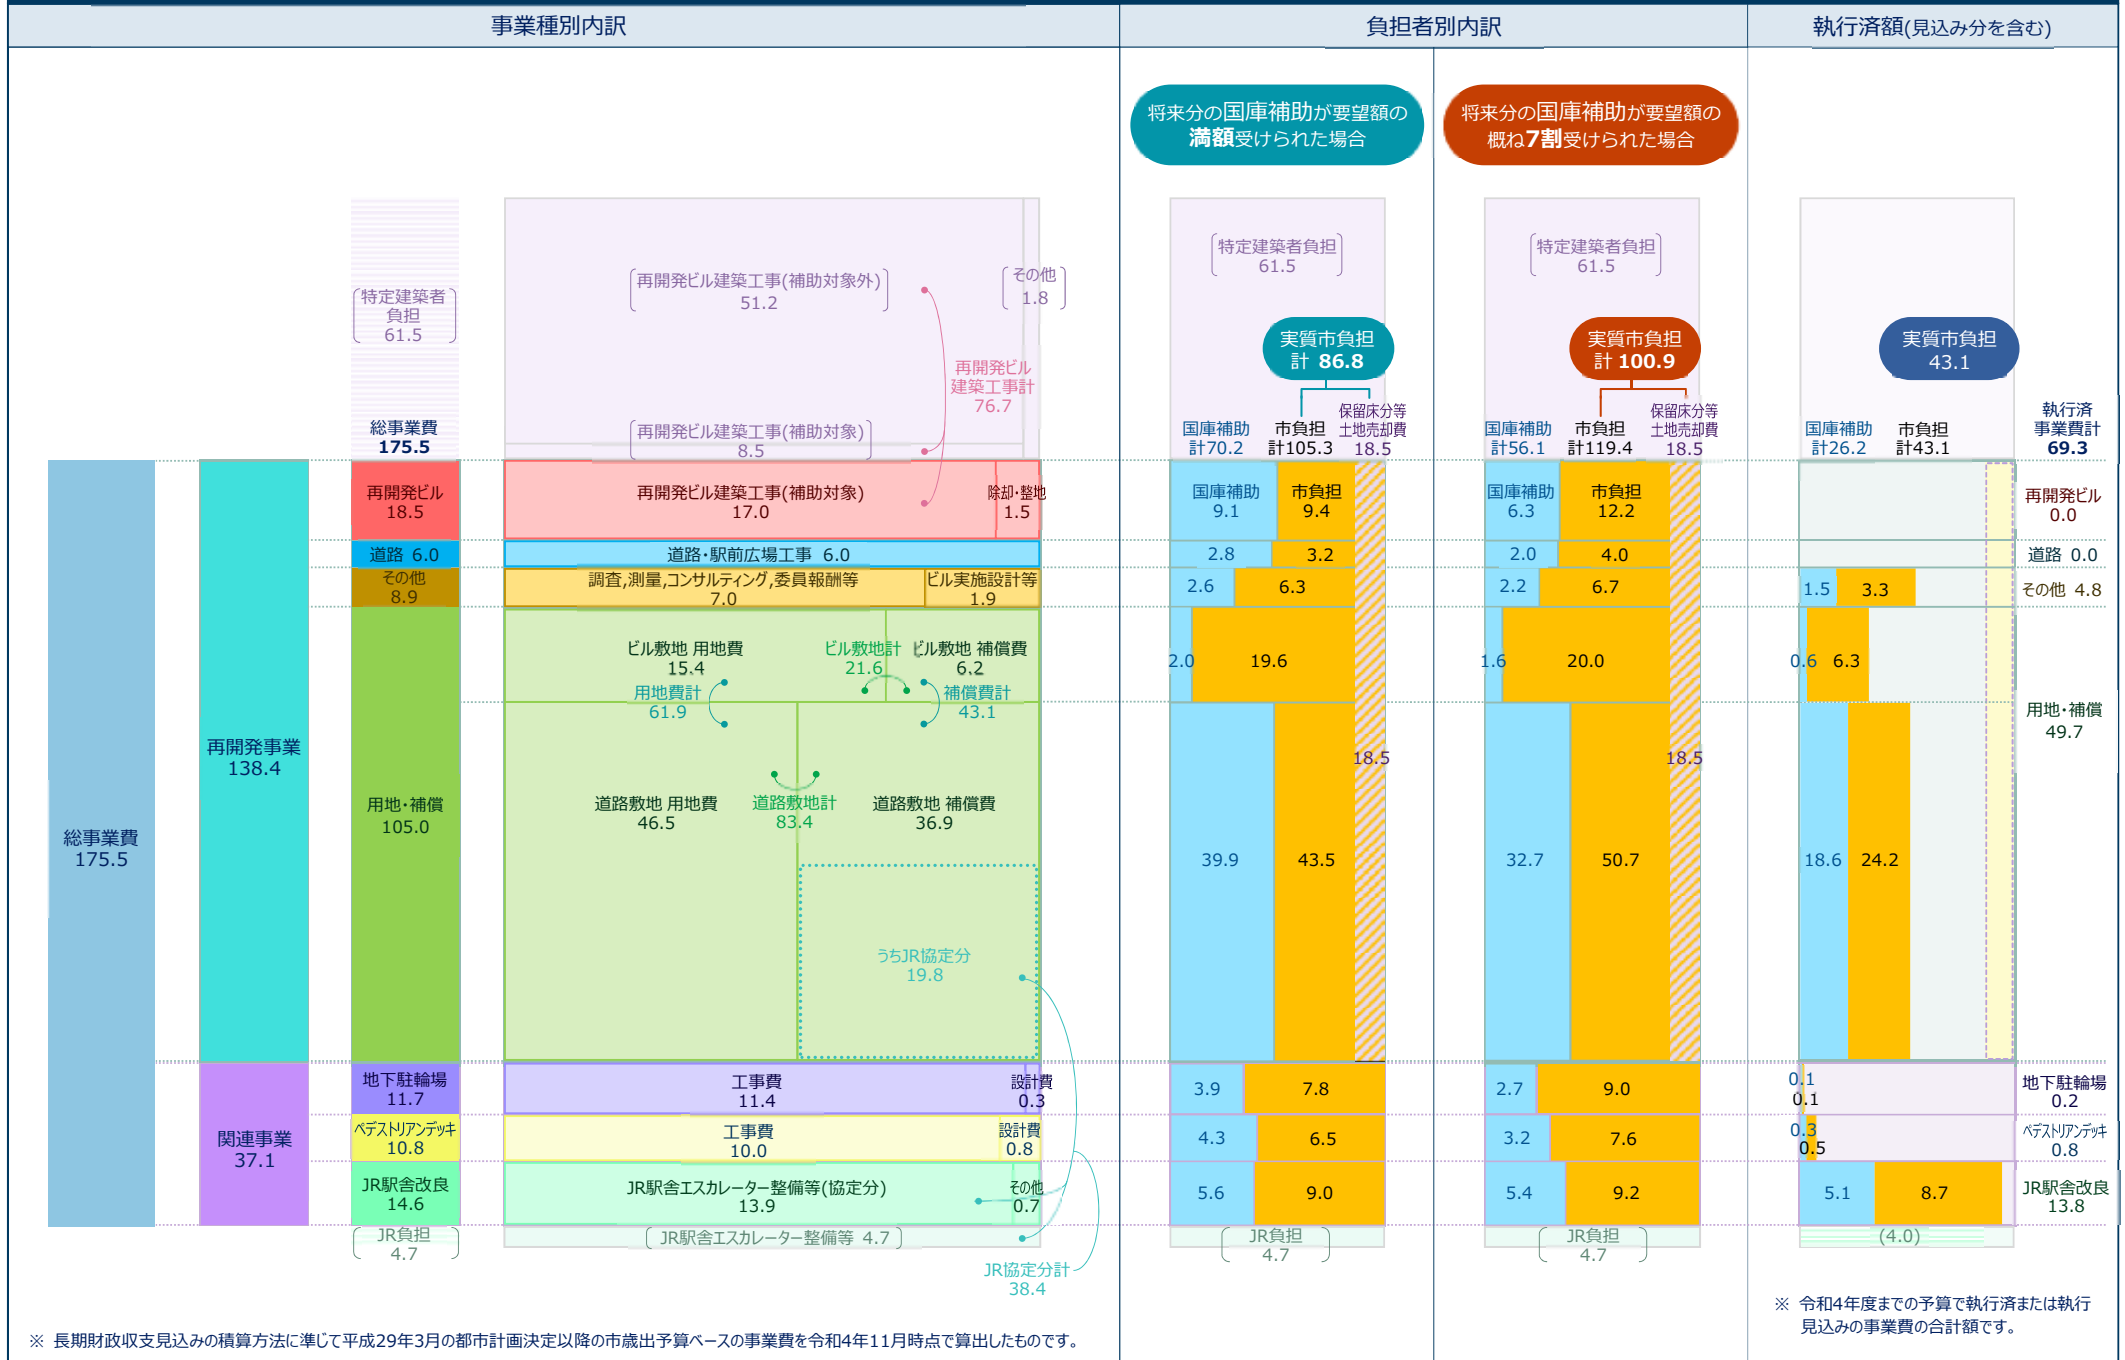 事業種別内訳
負担者別内訳
執行済額(見込み分を含む)
将来分の国庫補助が要望額の
満額受けられた場合
将来分の国庫補助が要望額の
概ね7割受けられた場合
特定建築者
負担
61.5
総事業費
175.5
再開発ビル建築工事(補助対象外)
51.2
その他
1.8
再開発ビル
建築工事計
76.7
再開発ビル建築工事(補助対象)
8.5
特定建築者負担
61.5
実質市負担
計 86.8
国庫補助
計70.2
市負担
計105.3
保留床分等
土地売却費
18.5
特定建築者負担
61.5
実質市負担
計 100.9
国庫補助
計56.1
市負担
計119.4
保留床分等
土地売却費
18.5
実質市負担
43.1
国庫補助
計26.2
市負担
計43.1
執行済
事業費計
69.3
総事業費
175.5
再開発事業
138.4
関連事業
37.1
再開発ビル
18.5
再開発ビル建築工事(補助対象)
17.0
除却・整地
1.5
国庫補助
9.1
市負担
9.4
国庫補助
6.3
市負担
12.2
再開発ビル
0.0
道路 6.0
道路・駅前広場工事 6.0
2.8
3.2
2.0
4.0
道路 0.0
その他
8.9
調査,測量,コンサルティング,委員報酬等
7.0
ビル実施設計等
1.9
2.6
6.3
2.2
6.7
1.5
3.3
その他 4.8
用地・補償
105.0
ビル敷地 用地費
15.4
ビル敷地計
21.6
ビル敷地 補償費
6.2
用地費計
61.9
補償費計
43.1
2.0
19.6
1.6
20.0
0.6
6.3
用地・補償
49.7
道路敷地 用地費
46.5
道路敷地計
83.4
道路敷地 補償費
36.9
うちJR協定分
19.8
39.9
43.5
18.5
32.7
50.7
18.5
18.6
24.2
地下駐輪場
11.7
工事費
11.4
設計費
0.3
3.9
7.8
2.7
9.0
0.1
0.1
地下駐輪場
0.2
ペデストリアンデッキ
10.8
工事費
10.0
設計費
0.8
4.3
6.5
3.2
7.6
0.3
0.5
ペデストリアンデッキ
0.8
JR駅舎改良
14.6
JR駅舎エスカレーター整備等(協定分)
13.9
その他
0.7
5.6
9.0
5.4
9.2
5.1
8.7
JR駅舎改良
13.8
JR負担
4.7
JR駅舎エスカレーター整備等 4.7
JR負担
4.7
JR負担
4.7
(4.0)
JR協定分計
38.4
※ 令和4年度までの予算で執行済または執行
見込みの事業費の合計額です。
※ 長期財政収支見込みの積算方法に準じて平成29年3月の都市計画決定以降の市歳出予算ベースの事業費を令和4年11月時点で算出したものです。